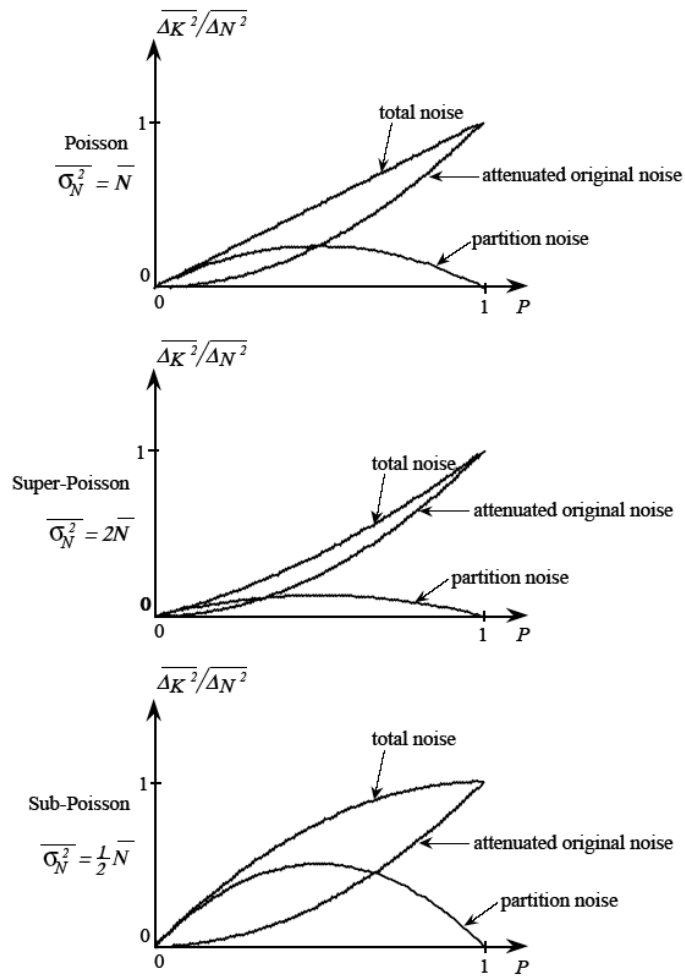 ΔK²/ΔN²
total noise
1
Poisson
σ_N² = N
attenuated original noise
partition noise
0
0
1
P
ΔK²/ΔN²
1
total noise
Super-Poisson
attenuated original noise
σ_N² = 2N
partition noise
0
0
1
P
ΔK²/ΔN²
total noise
1
Sub-Poisson
attenuated original noise
σ_N² = 1/2 N
partition noise
0
0
1
P